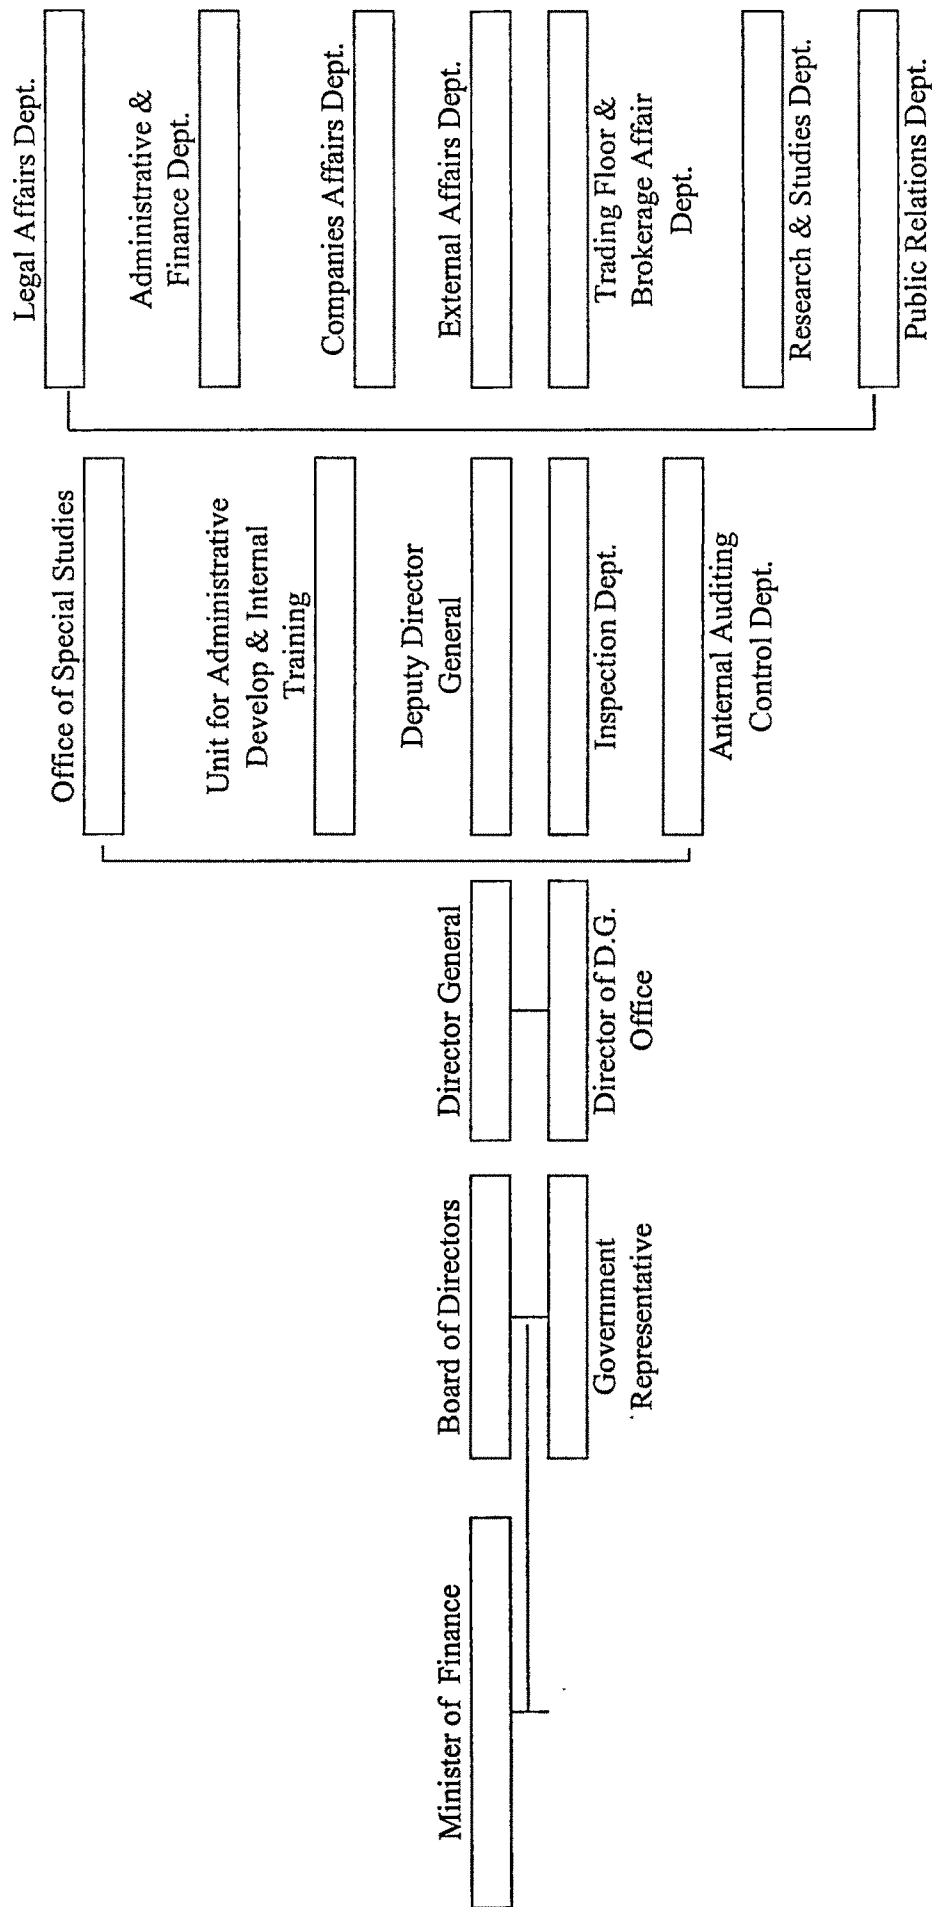 Minister of Finance
Board of Directors
Government
Representative
Director General
Director of D.G.
Office
Office of Special Studies
Unit for Administrative
Develop & Internal
Training
Deputy Director
General
Inspection Dept.
Anternal Auditing
Control Dept.
Legal Affairs Dept.
Administrative &
Finance Dept.
Companies Affairs Dept.
External Affairs Dept.
Trading Floor &
Brokerage Affair
Dept.
Research & Studies Dept.
Public Relations Dept.